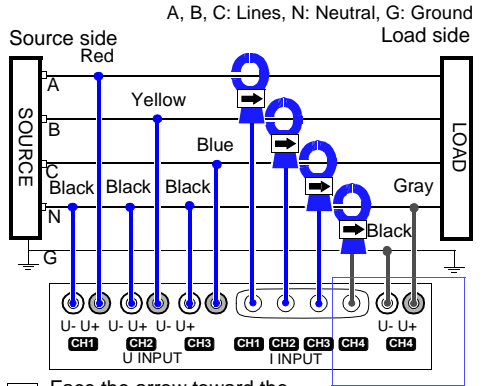 A, B, C: Lines, N: Neutral, G: Ground
Source side
Load side
Red
A
Yellow
B
Blue
C
Black Black Black
Gray
N
Black
G
SOURCE
LOAD
U- U+ U- U+ U- U+
U- U+
CH1 CH2 CH3 CH1 CH2 CH3 CH4 CH4
U INPUT
I INPUT
Face the arrow toward the